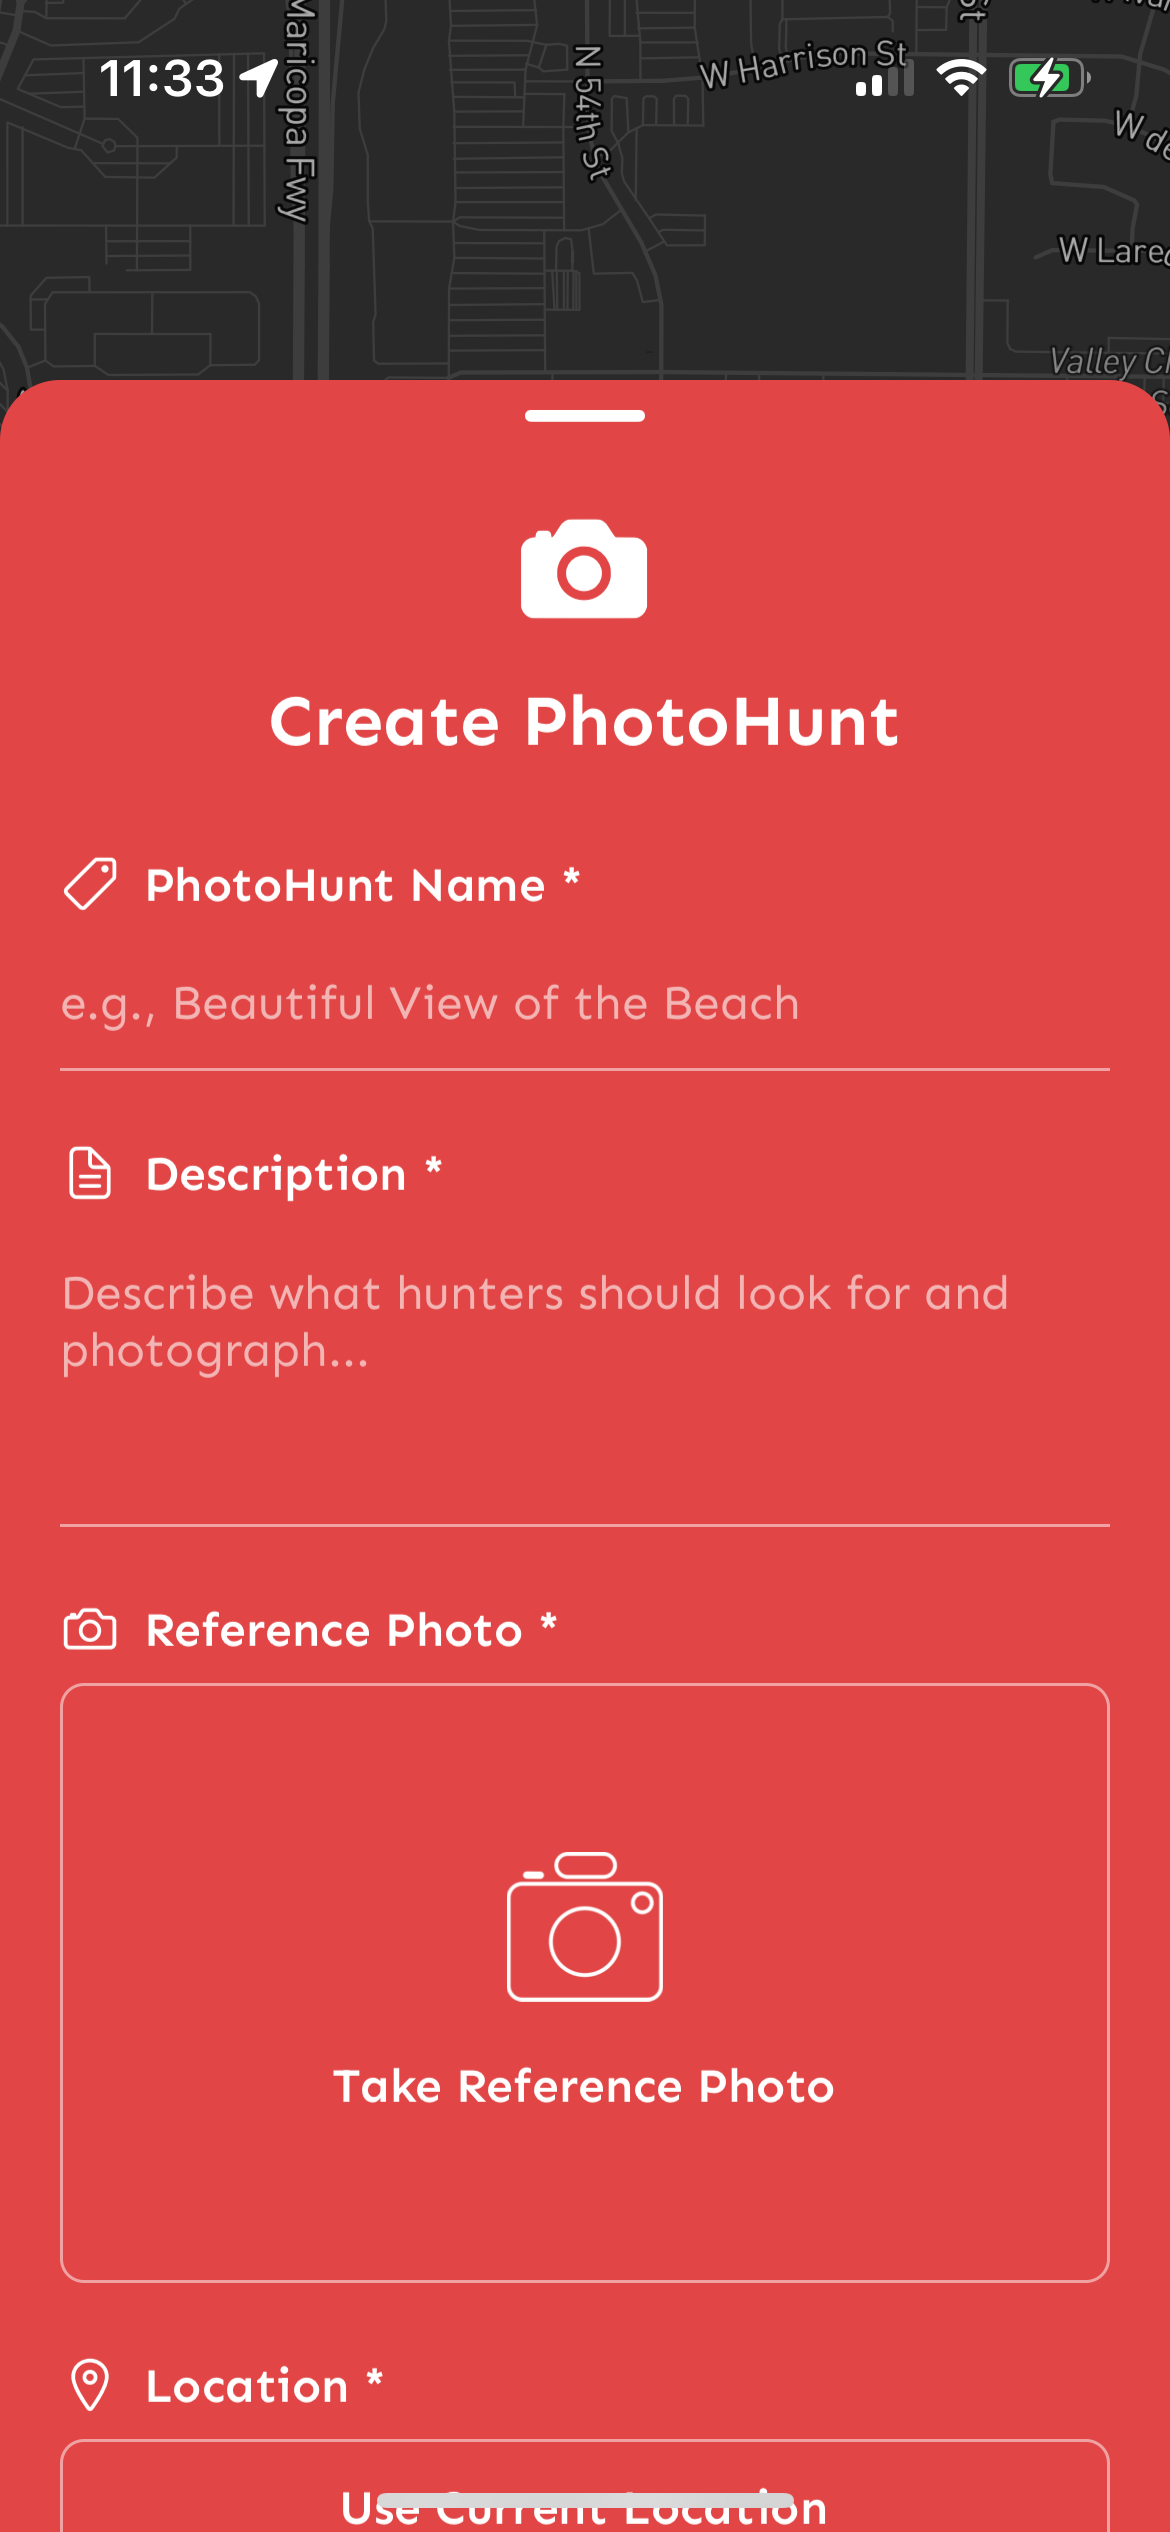 11:33
Maricopa Fwy
N 54th St
W Harrison St
St
W de
W Lare
Valley
Create PhotoHunt
PhotoHunt Name *
e.g., Beautiful View of the Beach
Description *
Describe what hunters should look for and
photograph...
Reference Photo *
Take Reference Photo
Location *
Use Current Location